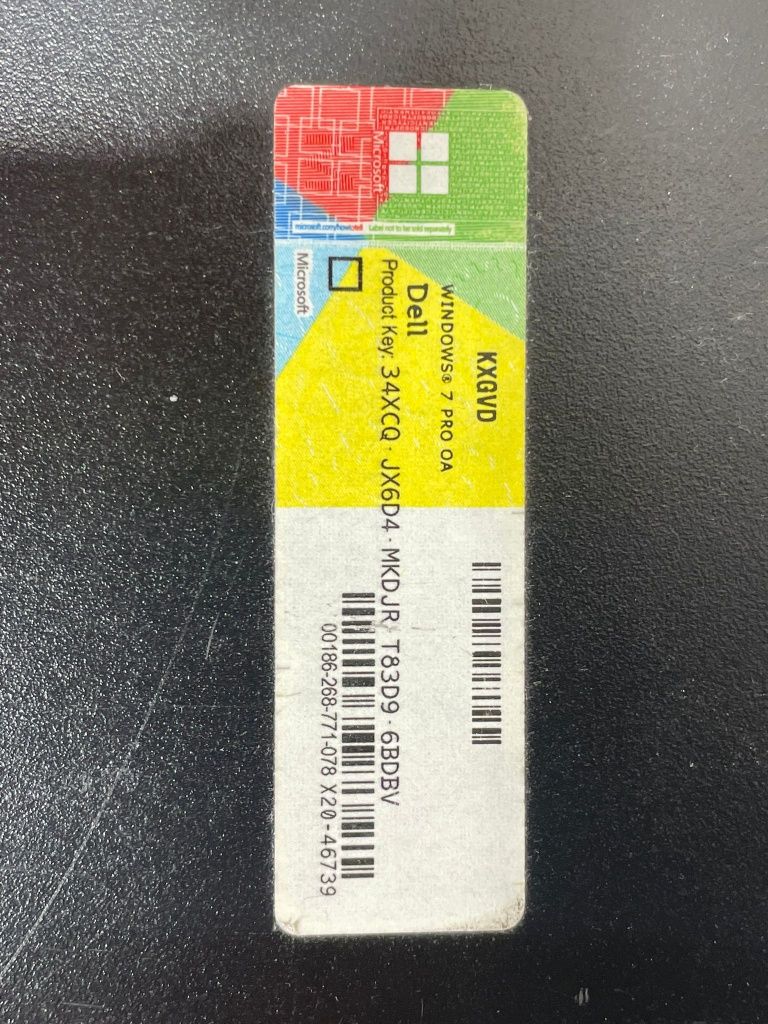 Microsoft
microsoft.com/howtotell Label not to be sold separately
KXQVD
WINDOWS® 7 PRO OA
Dell
Product Key: 34XCQ-JX6D4-MKDJR-T83D9-6BDBV
00186-268-771-078 X20-46739
Microsoft